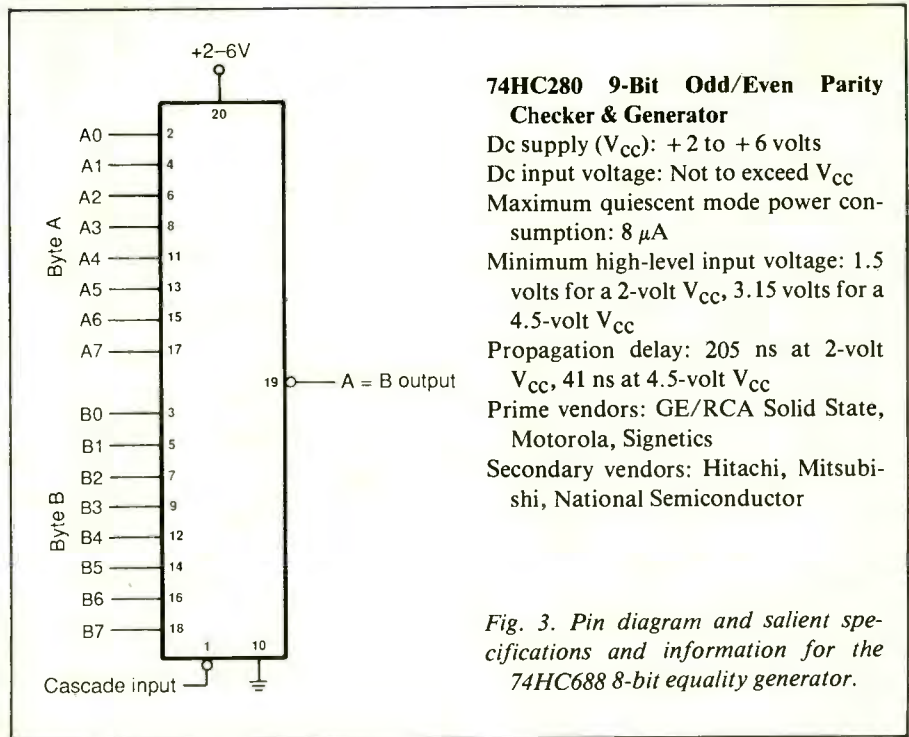 +2–6V
20
A0 2
A1 4
A2 6
A3 8
A4 11
A5 13
A6 15
A7 17
Byte A
19 A = B output
B0 3
B1 5
B2 7
B3 9
B4 12
B5 14
B6 16
B7 18
Byte B
1 10
Cascade input
74HC280 9-Bit Odd/Even Parity
Checker & Generator
Dc supply (VCC): +2 to +6 volts
Dc input voltage: Not to exceed VCC
Maximum quiescent mode power con-
sumption: 8 μA
Minimum high-level input voltage: 1.5
volts for a 2-volt VCC, 3.15 volts for a
4.5-volt VCC
Propagation delay: 205 ns at 2-volt
VCC, 41 ns at 4.5-volt VCC
Prime vendors: GE/RCA Solid State,
Motorola, Signetics
Secondary vendors: Hitachi, Mitsubi-
shi, National Semiconductor
Fig. 3. Pin diagram and salient spe-
cifications and information for the
74HC688 8-bit equality generator.